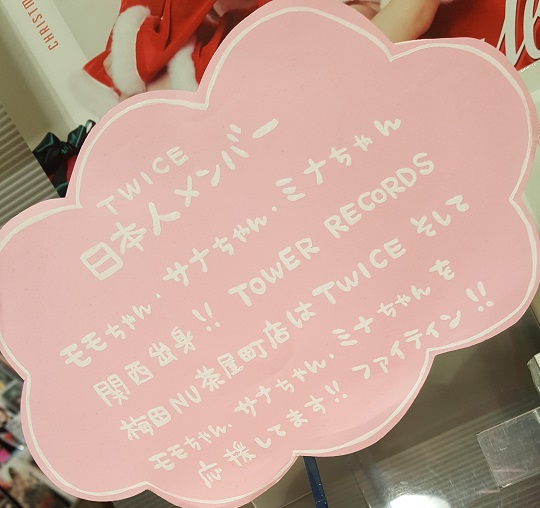 CHRISTM
TWICE
日本人メンバー
モモちゃん、サナちゃん、ミナちゃん
関西出身!! TOWER RECORDS
梅田NU茶屋町店はTWICE そして
モモちゃん、サナちゃん、ミナちゃんを
応援してます!! ファイティン!!